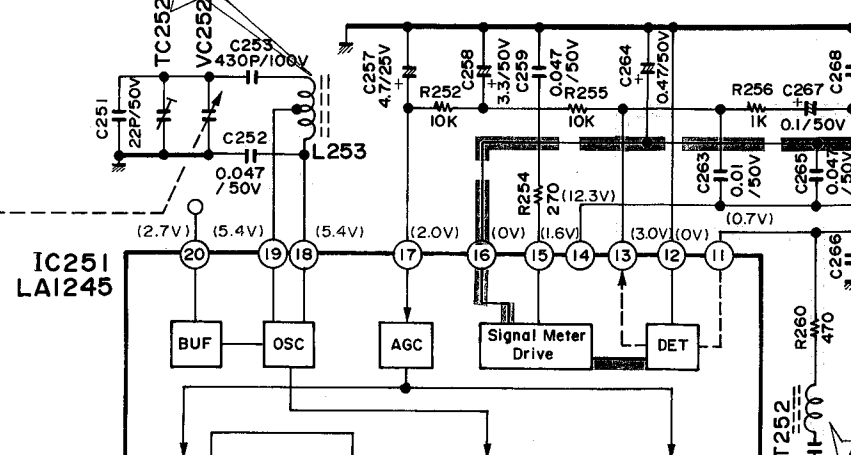 TC252
VC252
C253
430P/100V
C251
22P/50V
C252
0.047
/50V
L253
C257
4.7/25V
C258
3.3/50V
C259
0.047
/50V
C264
0.47/50V
C268
R252
10K
R255
10K
R256
1K
C267
0.1/50V
R254
270
C263
0.01
/50V
C265
0.047
/50V
C266
R260
470
T252
(2.7V)
(5.4V)
(5.4V)
(2.0V)
(0V)
(1.6V)
(12.3V)
(3.0V)
(0V)
(0.7V)
IC251
LA1245
20
19
18
17
16
15
14
13
12
11
BUF
OSC
AGC
Signal Meter
Drive
DET
+
+
+
+